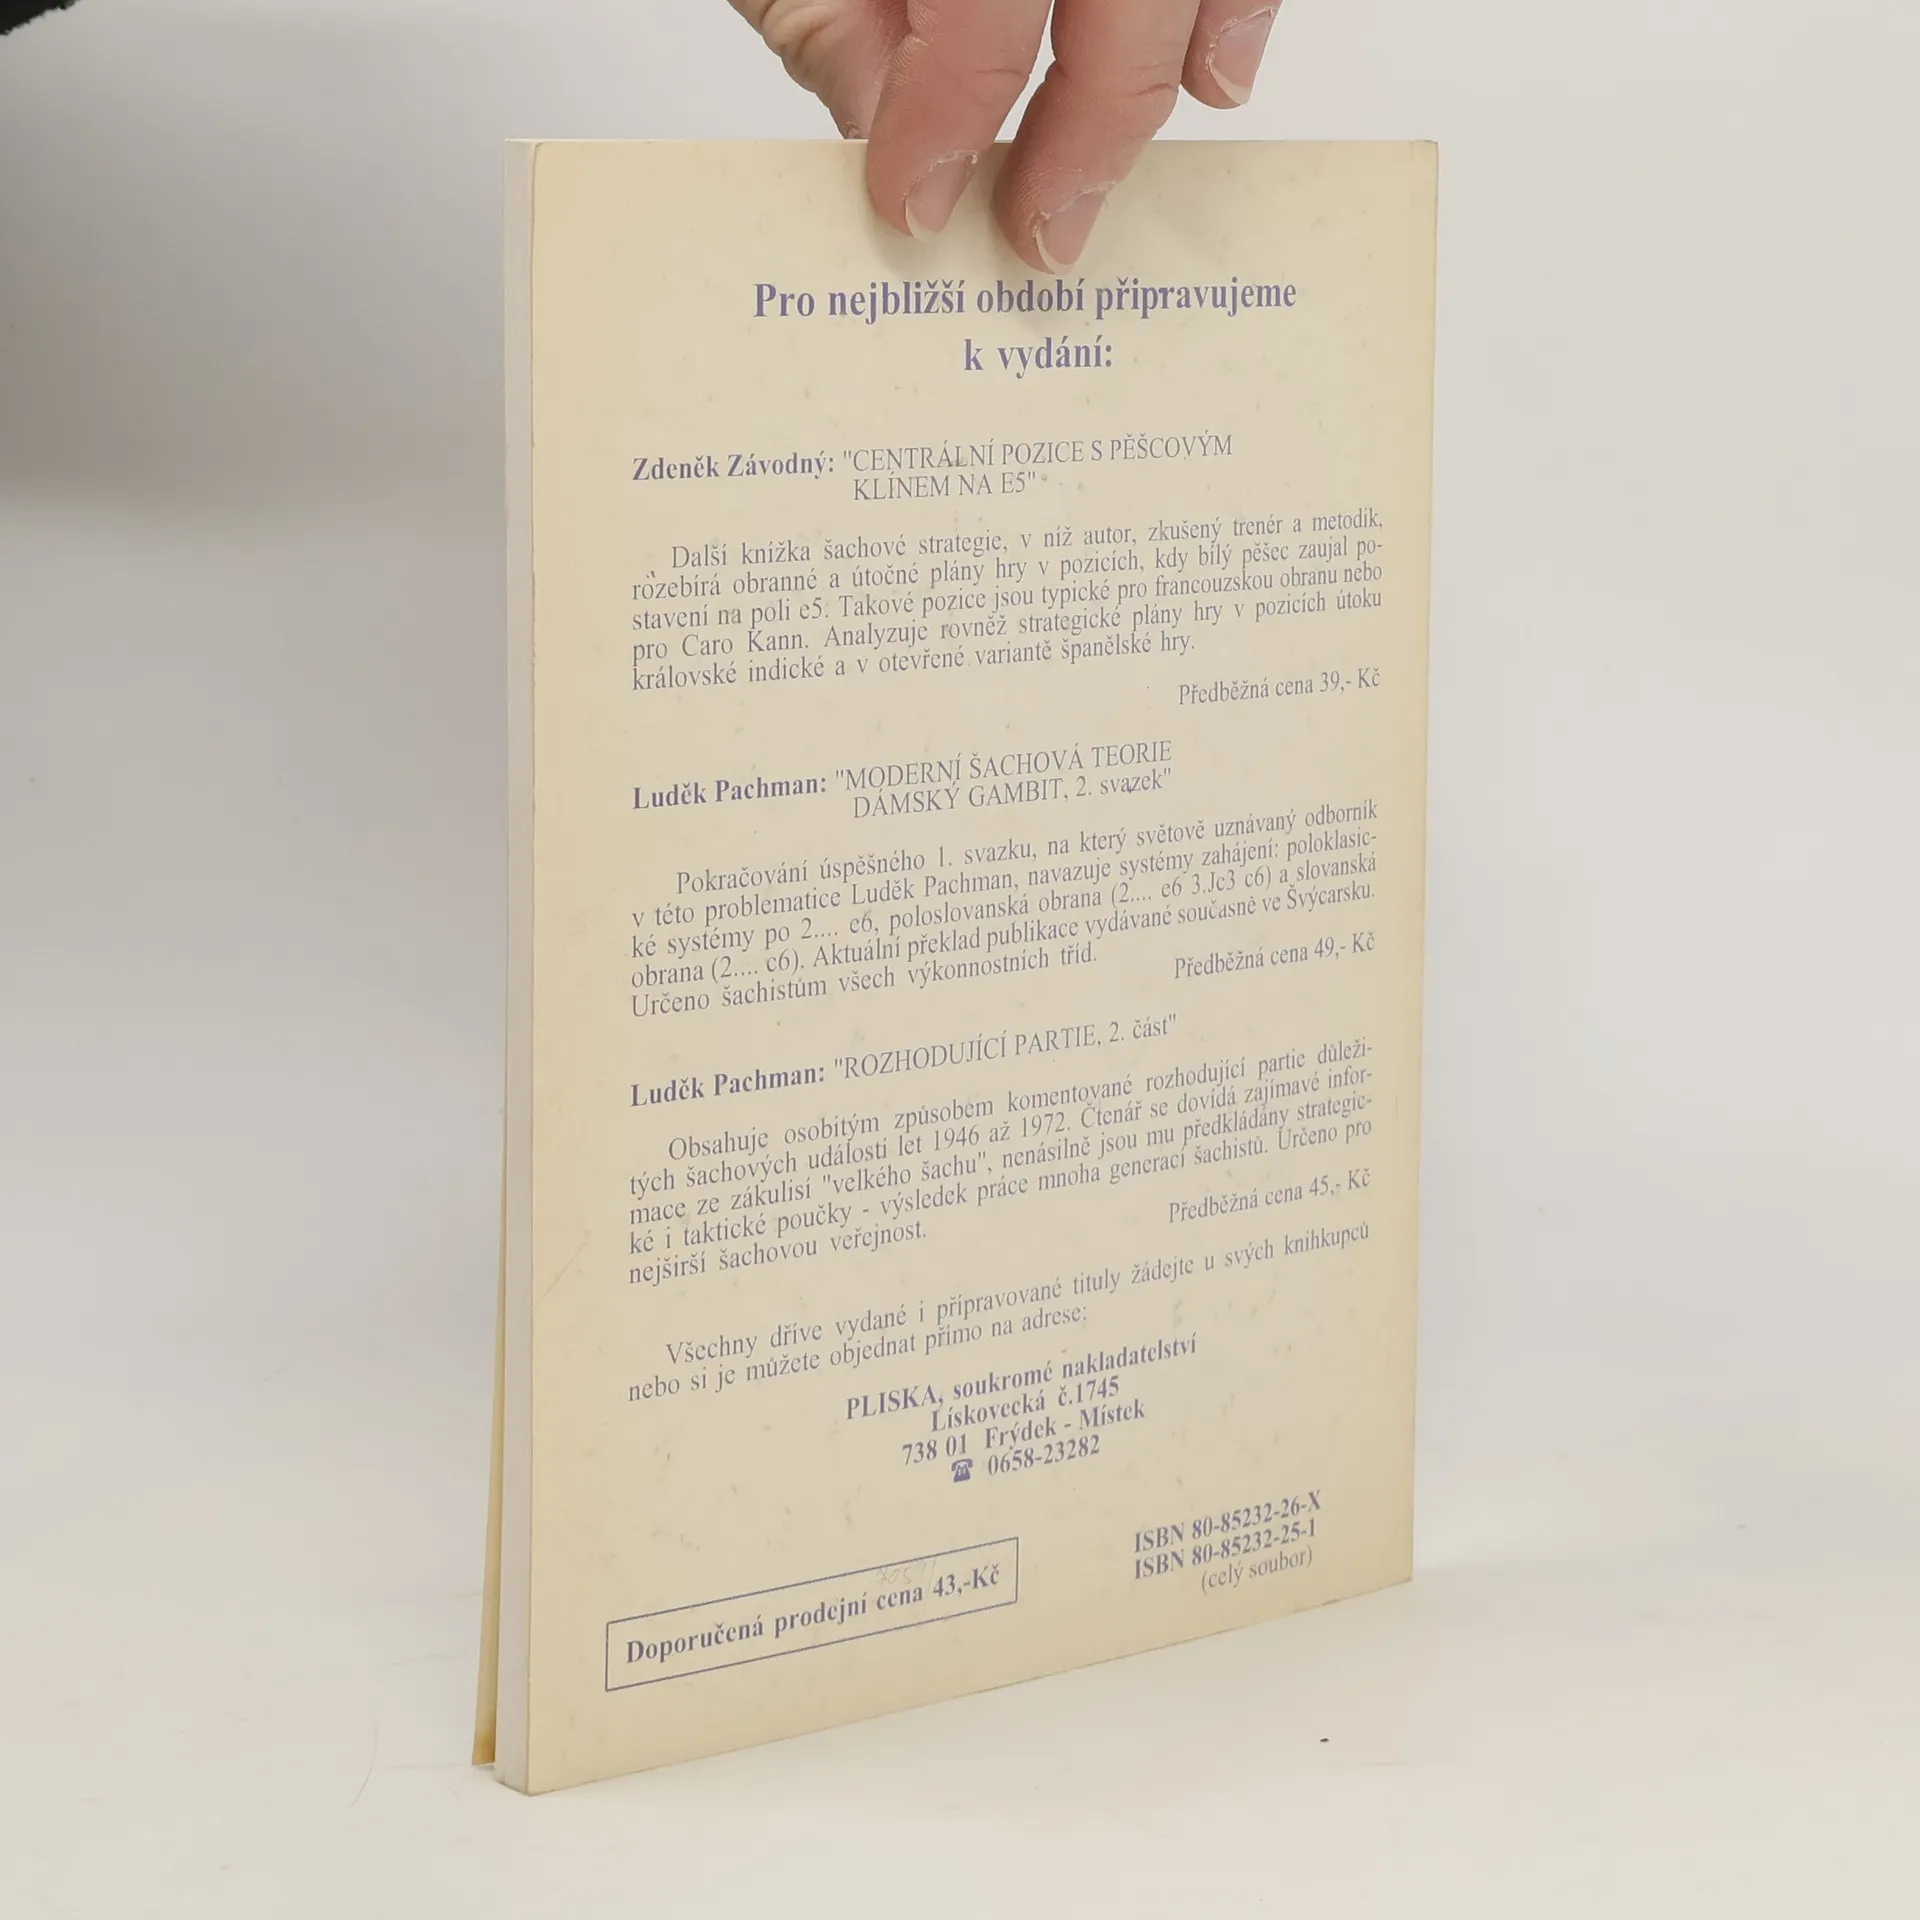 Pro nejbližší období připravujeme
k vydání:
Zdeněk Závodný: "CENTRÁLNÍ POZICE S PĚŠCOVÝM
KLÍNEM NA E5"
Další knížka šachové strategie, v níž autor, zkušený trenér a metodik,
rozebírá obranné a útočné plány hry v pozicích, kdy bílý pěšec zaujal po-
stavení na poli e5. Takové pozice jsou typické pro francouzskou obranu nebo
pro Caro Kann. Analyzuje rovněž strategické plány hry v pozicích útoku
královské indické a v otevřené variantě španělské hry.
Předběžná cena 39,- Kč
Luděk Pachman: "MODERNÍ ŠACHOVÁ TEORIE
DÁMSKÝ GAMBIT, 2. svazek"
Pokračování úspěšného 1. svazku, na který světově uznávaný odborník
v této problematice Luděk Pachman, navazuje systémy zahájení: poloklasic-
ké systémy po 2.... e6, poloslovanská obrana (2.... e6 3.Jc3 c6) a slovanská
obrana (2.... c6). Aktuální překlad publikace vydávané současně ve Švýcarsku.
Určeno šachistům všech výkonnostních tříd.
Předběžná cena 49,- Kč
Luděk Pachman: "ROZHODUJÍCÍ PARTIE, 2. část"
Obsahuje osobitým způsobem komentované rozhodující partie důleži-
tých šachových událostí let 1946 až 1972. Čtenář se dovídá zajímavé infor-
mace ze zákulisí "velkého šachu", nenásilně jsou mu předkládány strategic-
ké i taktické poučky - výsledek práce mnoha generací šachistů. Určeno pro
nejširší šachovou veřejnost.
Předběžná cena 45,- Kč
Všechny dříve vydané i přípravované tituly žádejte u svých knihkupců
nebo si je můžete objednat přímo na adrese:
PLISKA, soukromé nakladatelství
Lískovecká č.1745
738 01 Frýdek - Místek
☎ 0658-23282
ISBN 80-85232-26-X
ISBN 80-85232-25-1
(celý soubor)
Doporučená prodejní cena 43,-Kč